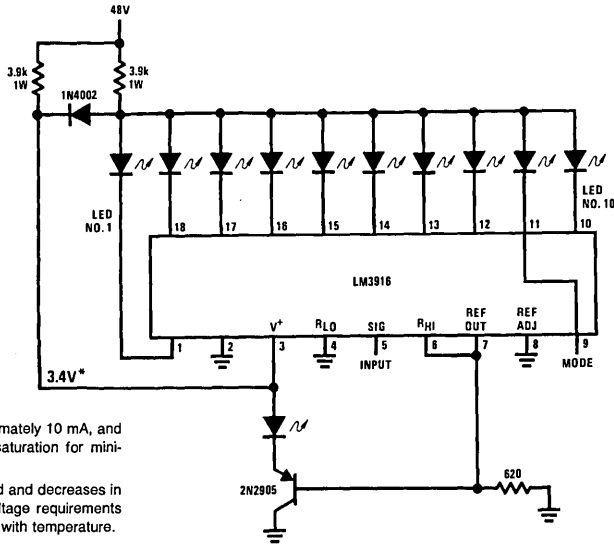 48V
3.9k
1W
3.9k
1W
1N4002
LED
NO. 1
LED
NO. 10
18
17
16
15
14
13
12
11
10
LM3916
V+
RLO
SIG
RHI
REF
OUT
REF
ADJ
1
2
3
4
5
6
7
8
9
INPUT
MODE
3.4V*
mately 10 mA, and
saturation for mini-
d and decreases in
ltage requirements
with temperature.
2N2905
620